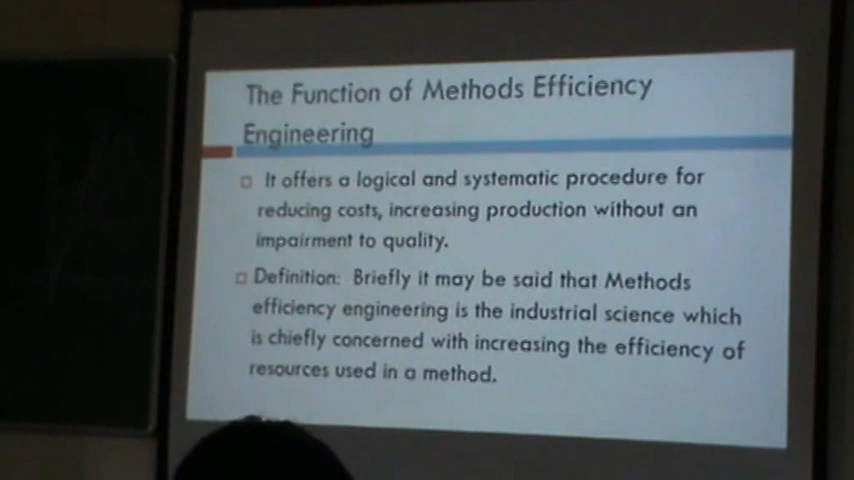 The Function of Methods Efficiency
Engineering
It offers a logical and systematic procedure for
reducing costs, increasing production without an
impairment to quality.
Definition: Briefly it may be said that Methods
efficiency engineering is the industrial science which
is chiefly concerned with increasing the efficiency of
resources used in a method.